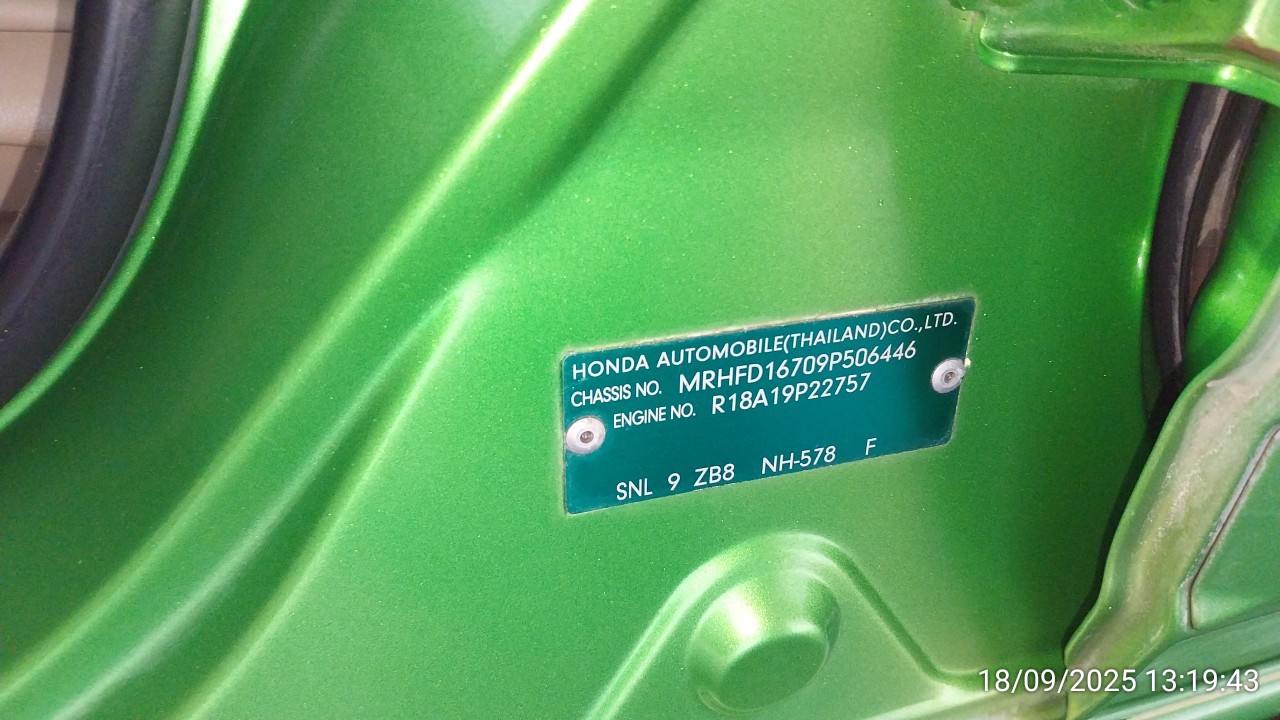 HONDA AUTOMOBILE(THAILAND)CO.,LTD.
CHASSIS NO. MRHFD16709P506446
ENGINE NO. R18A19P22757
SNL 9 ZB8 NH-578 F
18/09/2025 13:19:43